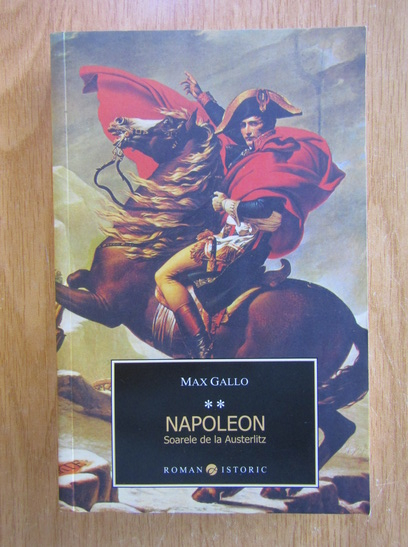 MAX GALLO
**
NAPOLEON
Soarele de la Austerlitz
ROMAN ISTORIC